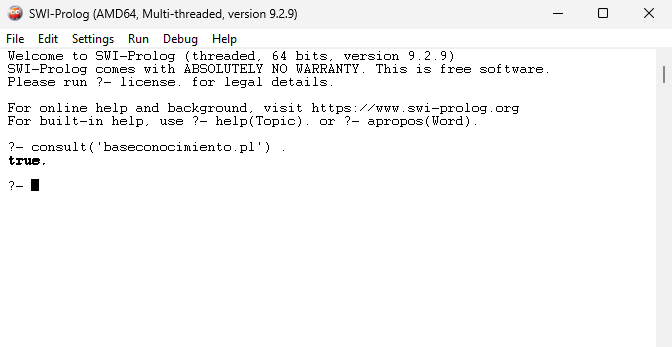 SWI-Prolog (AMD64, Multi-threaded, version 9.2.9)
File Edit Settings Run Debug Help
Welcome to SWI-Prolog (threaded, 64 bits, version 9.2.9)
SWI-Prolog comes with ABSOLUTELY NO WARRANTY. This is free software.
Please run ?- license. for legal details.
For online help and background, visit https://www.swi-prolog.org
For built-in help, use ?- help(Topic). or ?- apropos(Word).
?- consult('baseconocimiento.pl') .
true.
?-